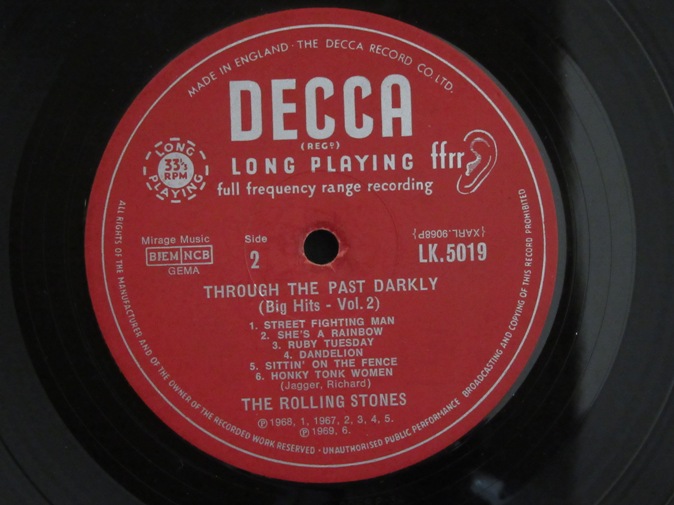 MADE IN ENGLAND · THE DECCA RECORD CO. LTD.
DECCA
(REGD)
LONG PLAYING
ffrr
full frequency range recording
LONG
33⅓
RPM
PLAYING
Mirage Music
BIEM NCB
GEMA
Side
2
{XARL.9068P}
LK.5019
THROUGH THE PAST DARKLY
(Big Hits - Vol. 2)
1. STREET FIGHTING MAN
2. SHE'S A RAINBOW
3. RUBY TUESDAY
4. DANDELION
5. SITTIN' ON THE FENCE
6. HONKY TONK WOMEN
(Jagger, Richard)
THE ROLLING STONES
Ⓟ1968, 1, 1967, 2, 3, 4, 5.
Ⓟ1969, 6.
ALL RIGHTS OF THE MANUFACTURER AND OF THE OWNER OF THE RECORDED WORK RESERVED · UNAUTHORISED PUBLIC PERFORMANCE BROADCASTING AND COPYING OF THIS RECORD PROHIBITED